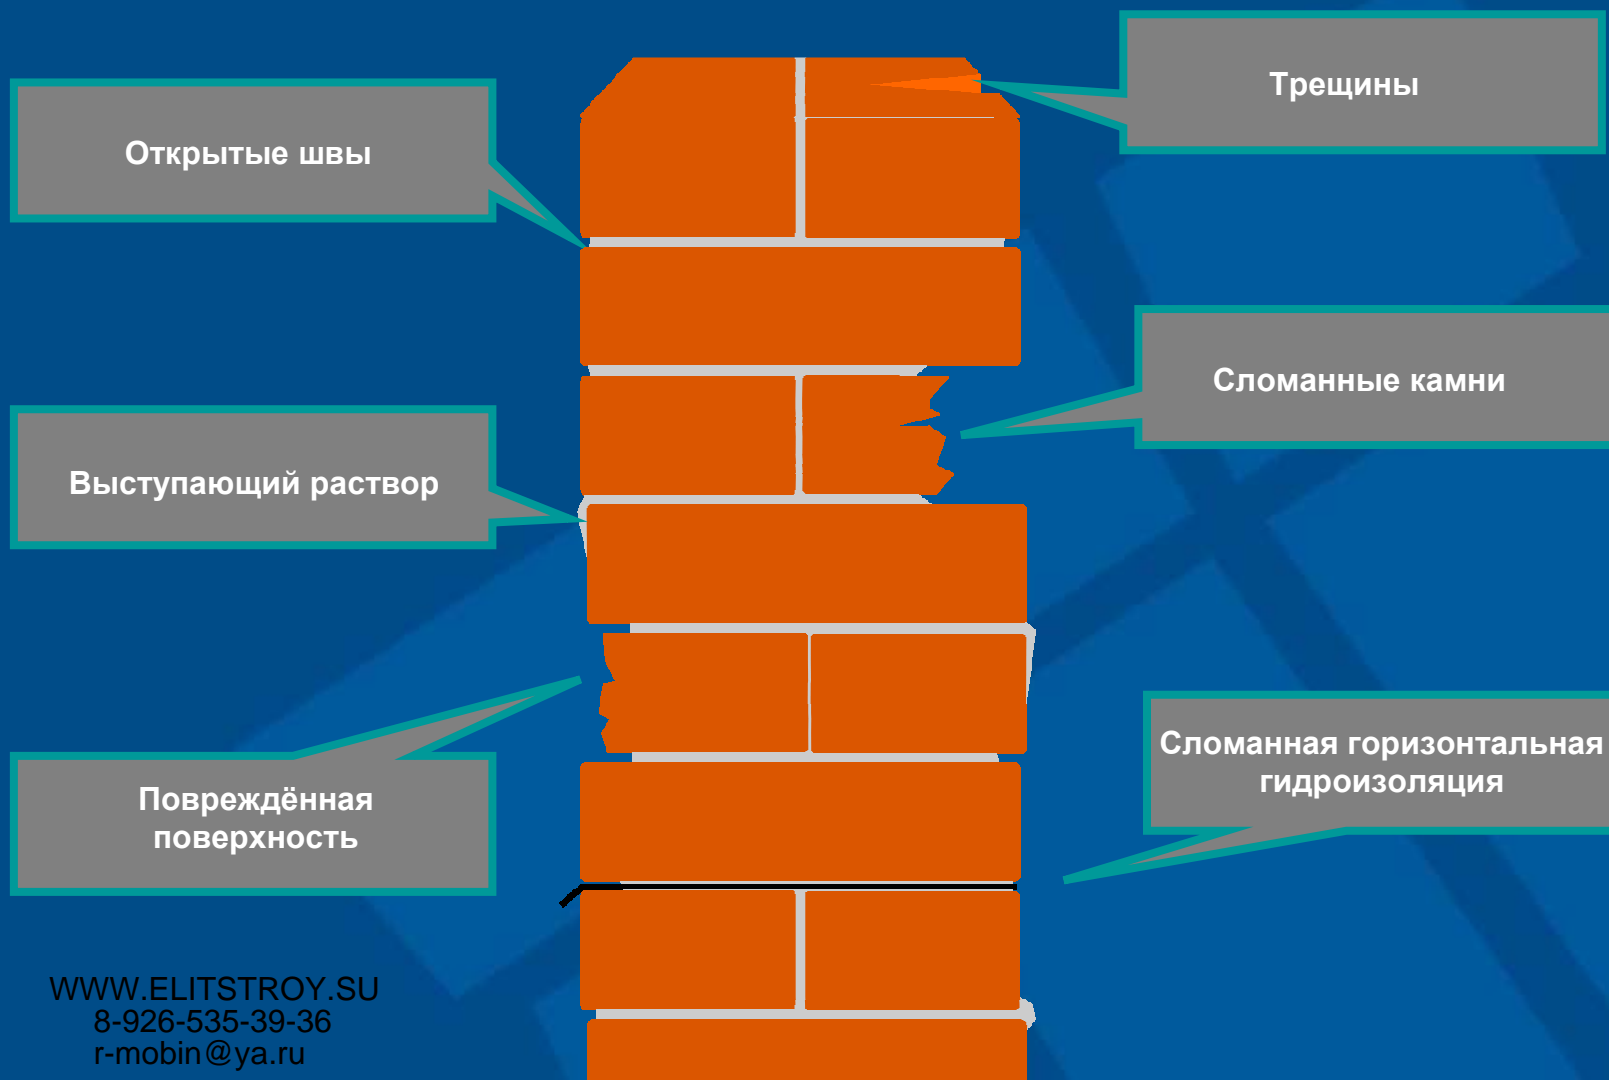 Трещины
Открытые швы
Сломанные камни
Выступающий раствор
Сломанная горизонтальная
гидроизоляция
Повреждённая
поверхность
WWW.ELITSTROY.SU
8-926-535-39-36
r-mobin@ya.ru